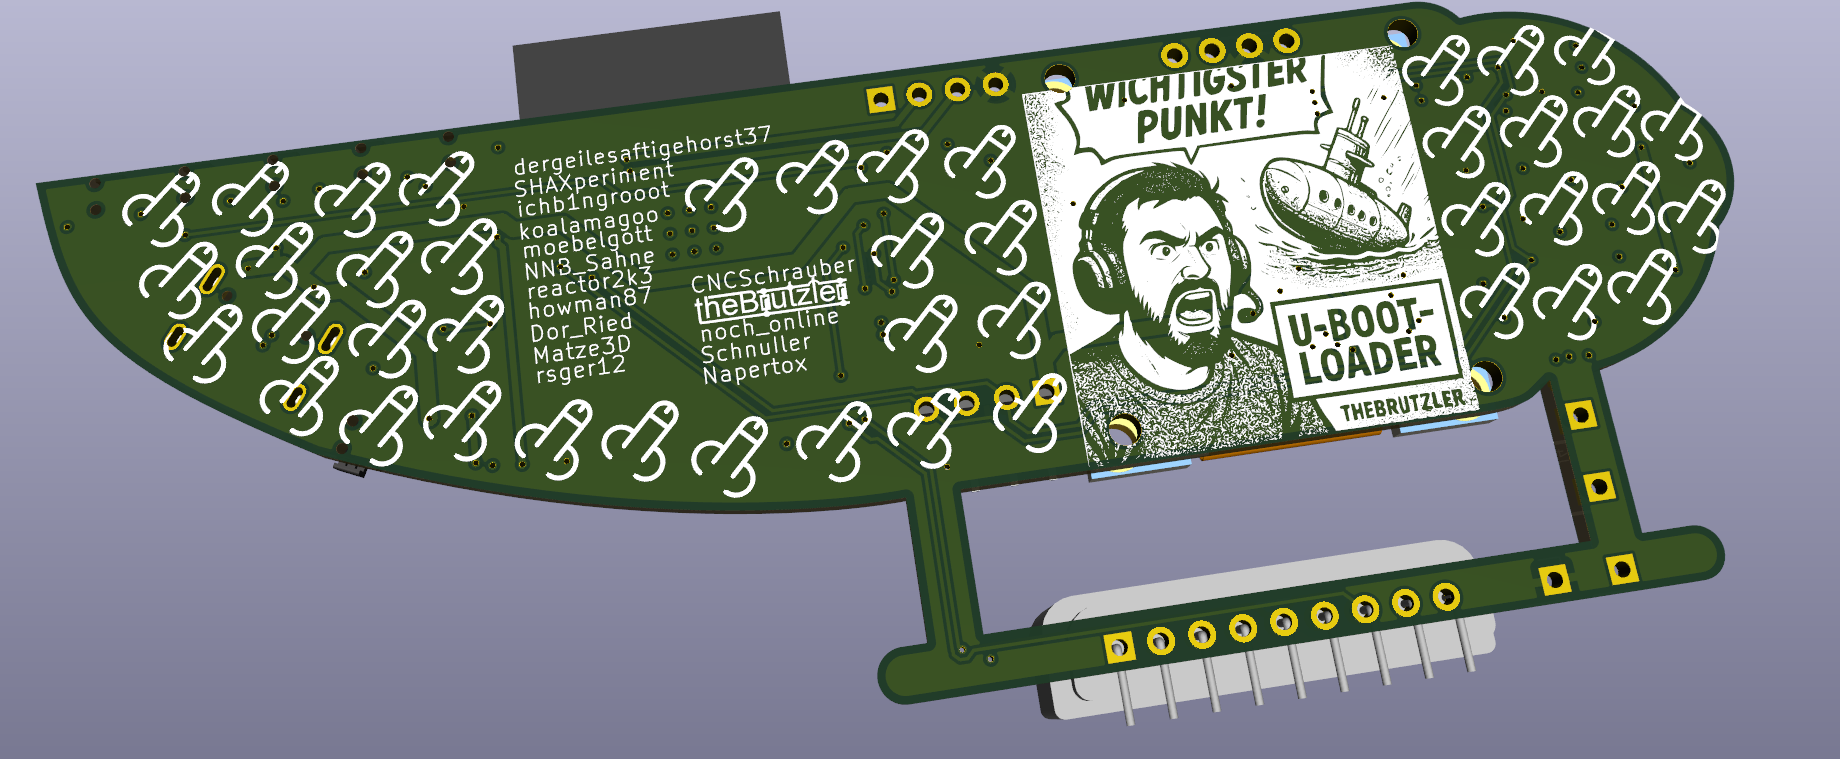 dergeilesaftigehorst37
SHAXperiment
ichb1ngrooot
koalamagoo
moebelgott
NN3_Sahne
reactor2k3
howman87
Dor_Ried
Matze3D
rsger12
CNCSchrauber
theBrutzler
noch_online
Schnuller
Napertox
WICHTIGSTER
PUNKT!
U-BOOT-
LOADER
THEBRUTZLER